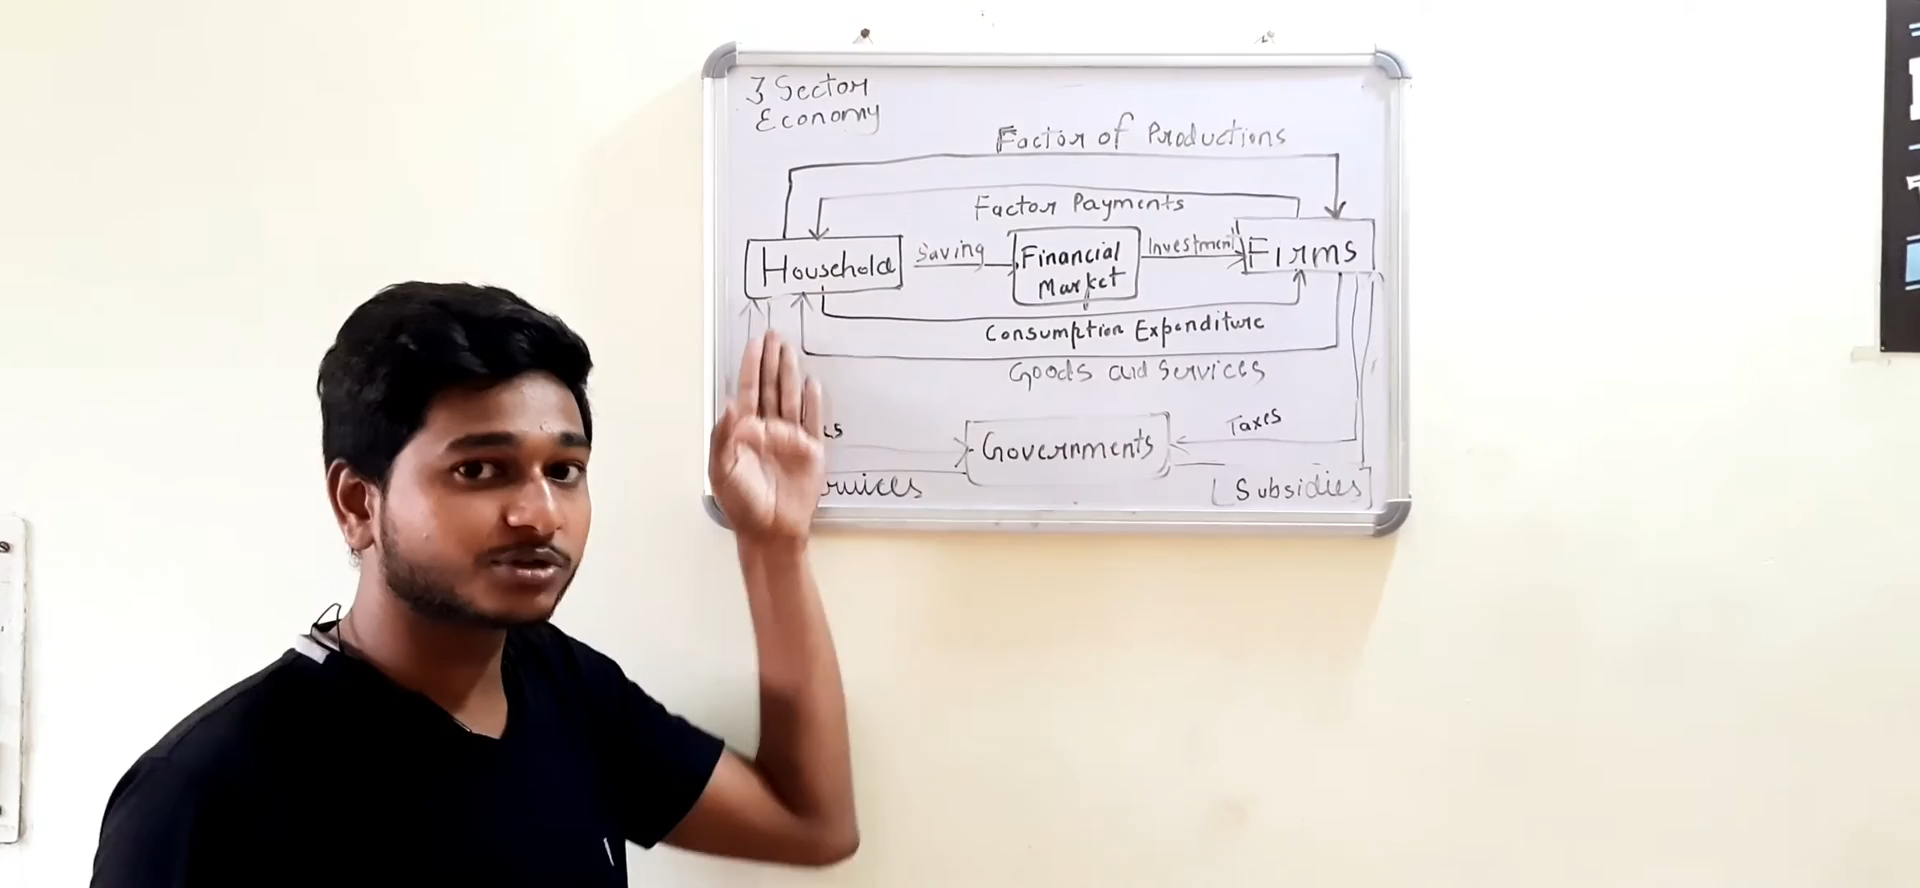 3 Sector
Economy
Factor of Productions
Factor Payments
Household
Saving
Financial
Market
Investment
Firms
Consumption Expenditure
Goods and Services
Taxes
Governments
[Subsidies]